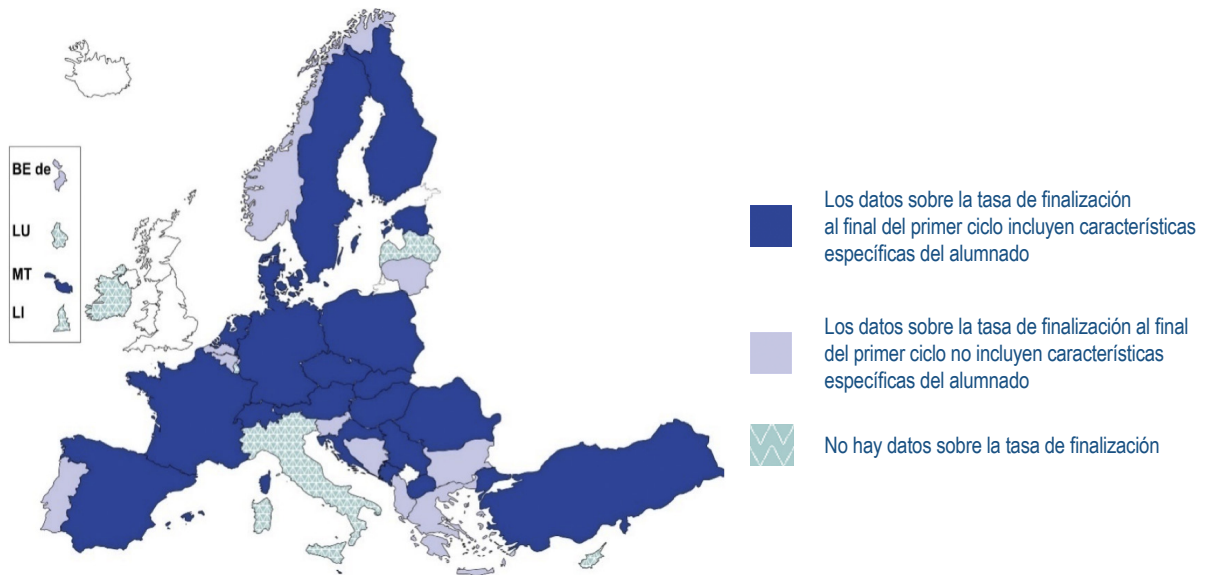 BE de
LU
MT
LI
Los datos sobre la tasa de finalización
al final del primer ciclo incluyen características
específicas del alumnado
Los datos sobre la tasa de finalización al final
del primer ciclo no incluyen características
específicas del alumnado
No hay datos sobre la tasa de finalización